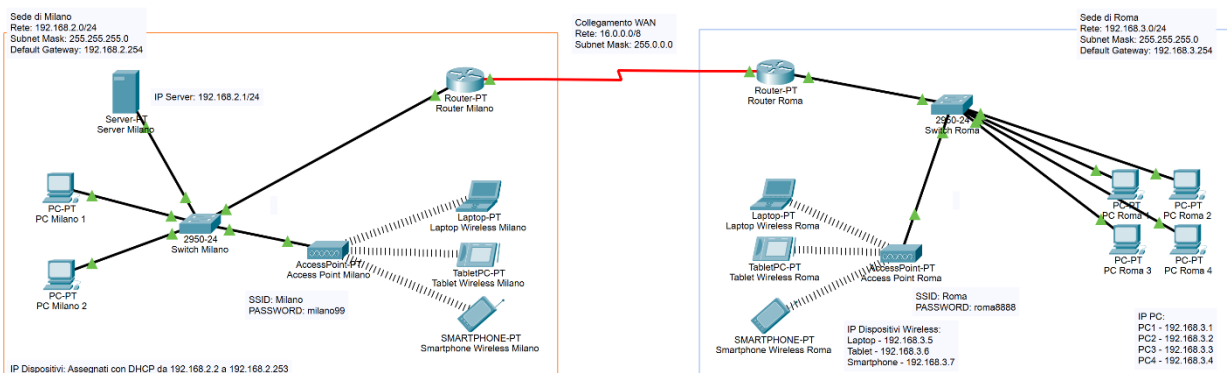 Sede di Milano
Rete: 192.168.2.0/24
Subnet Mask: 255.255.255.0
Default Gateway: 192.168.2.254
IP Server: 192.168.2.1/24
Server-PT
Server Milano
Router-PT
Router Milano
PC-PT
PC Milano 1
2950-24
Switch Milano
PC-PT
PC Milano 2
AccessPoint-PT
Access Point Milano
Laptop-PT
Laptop Wireless Milano
TabletPC-PT
Tablet Wireless Milano
SMARTPHONE-PT
Smartphone Wireless Milano
SSID: Milano
PASSWORD: milano99
IP Dispositivi: Assegnati con DHCP da 192.168.2.2 a 192.168.2.253
Collegamento WAN
Rete: 16.0.0.0/8
Subnet Mask: 255.0.0.0
Sede di Roma
Rete: 192.168.3.0/24
Subnet Mask: 255.255.255.0
Default Gateway: 192.168.3.254
Router-PT
Router Roma
2950-24
Switch Roma
Laptop-PT
Laptop Wireless Roma
TabletPC-PT
Tablet Wireless Roma
SMARTPHONE-PT
Smartphone Wireless Roma
AccessPoint-PT
Access Point Roma
PC-PT
PC Roma 1
PC-PT
PC Roma 2
PC-PT
PC Roma 3
PC-PT
PC Roma 4
SSID: Roma
PASSWORD: roma8888
IP Dispositivi Wireless:
Laptop - 192.168.3.5
Tablet - 192.168.3.6
Smartphone - 192.168.3.7
IP PC:
PC1 - 192.168.3.1
PC2 - 192.168.3.2
PC3 - 192.168.3.3
PC4 - 192.168.3.4